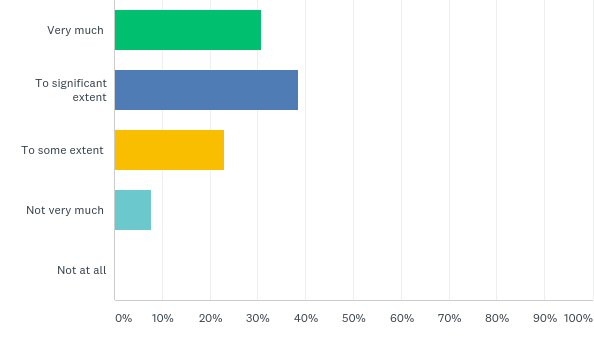 Very much
To significant
extent
To some extent
Not very much
Not at all
0% 10% 20% 30% 40% 50% 60% 70% 80% 90% 100%